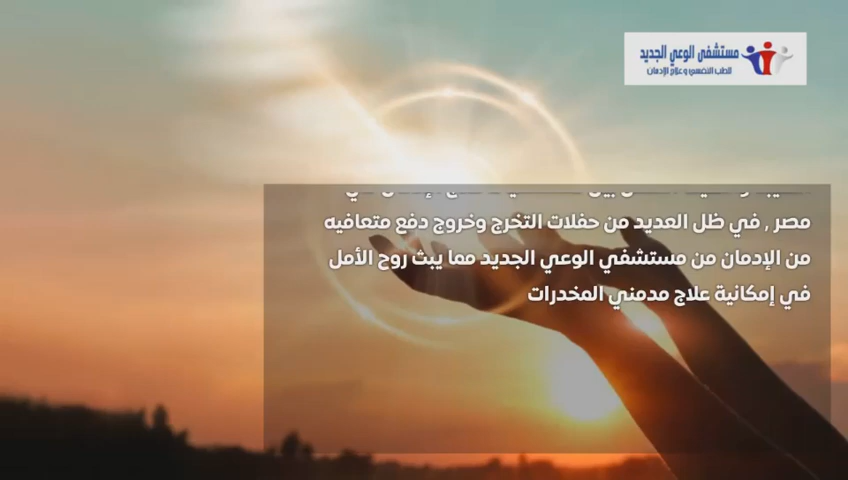 مستشفى الوعي الجديد
للطب النفسي وعلاج الإدمان
مصر , في ظل العديد من حفلات التخرج وخروج دفع متعافيه
من الإدمان من مستشفي الوعي الجديد مما يبث روح الأمل
في إمكانية علاج مدمني المخدرات